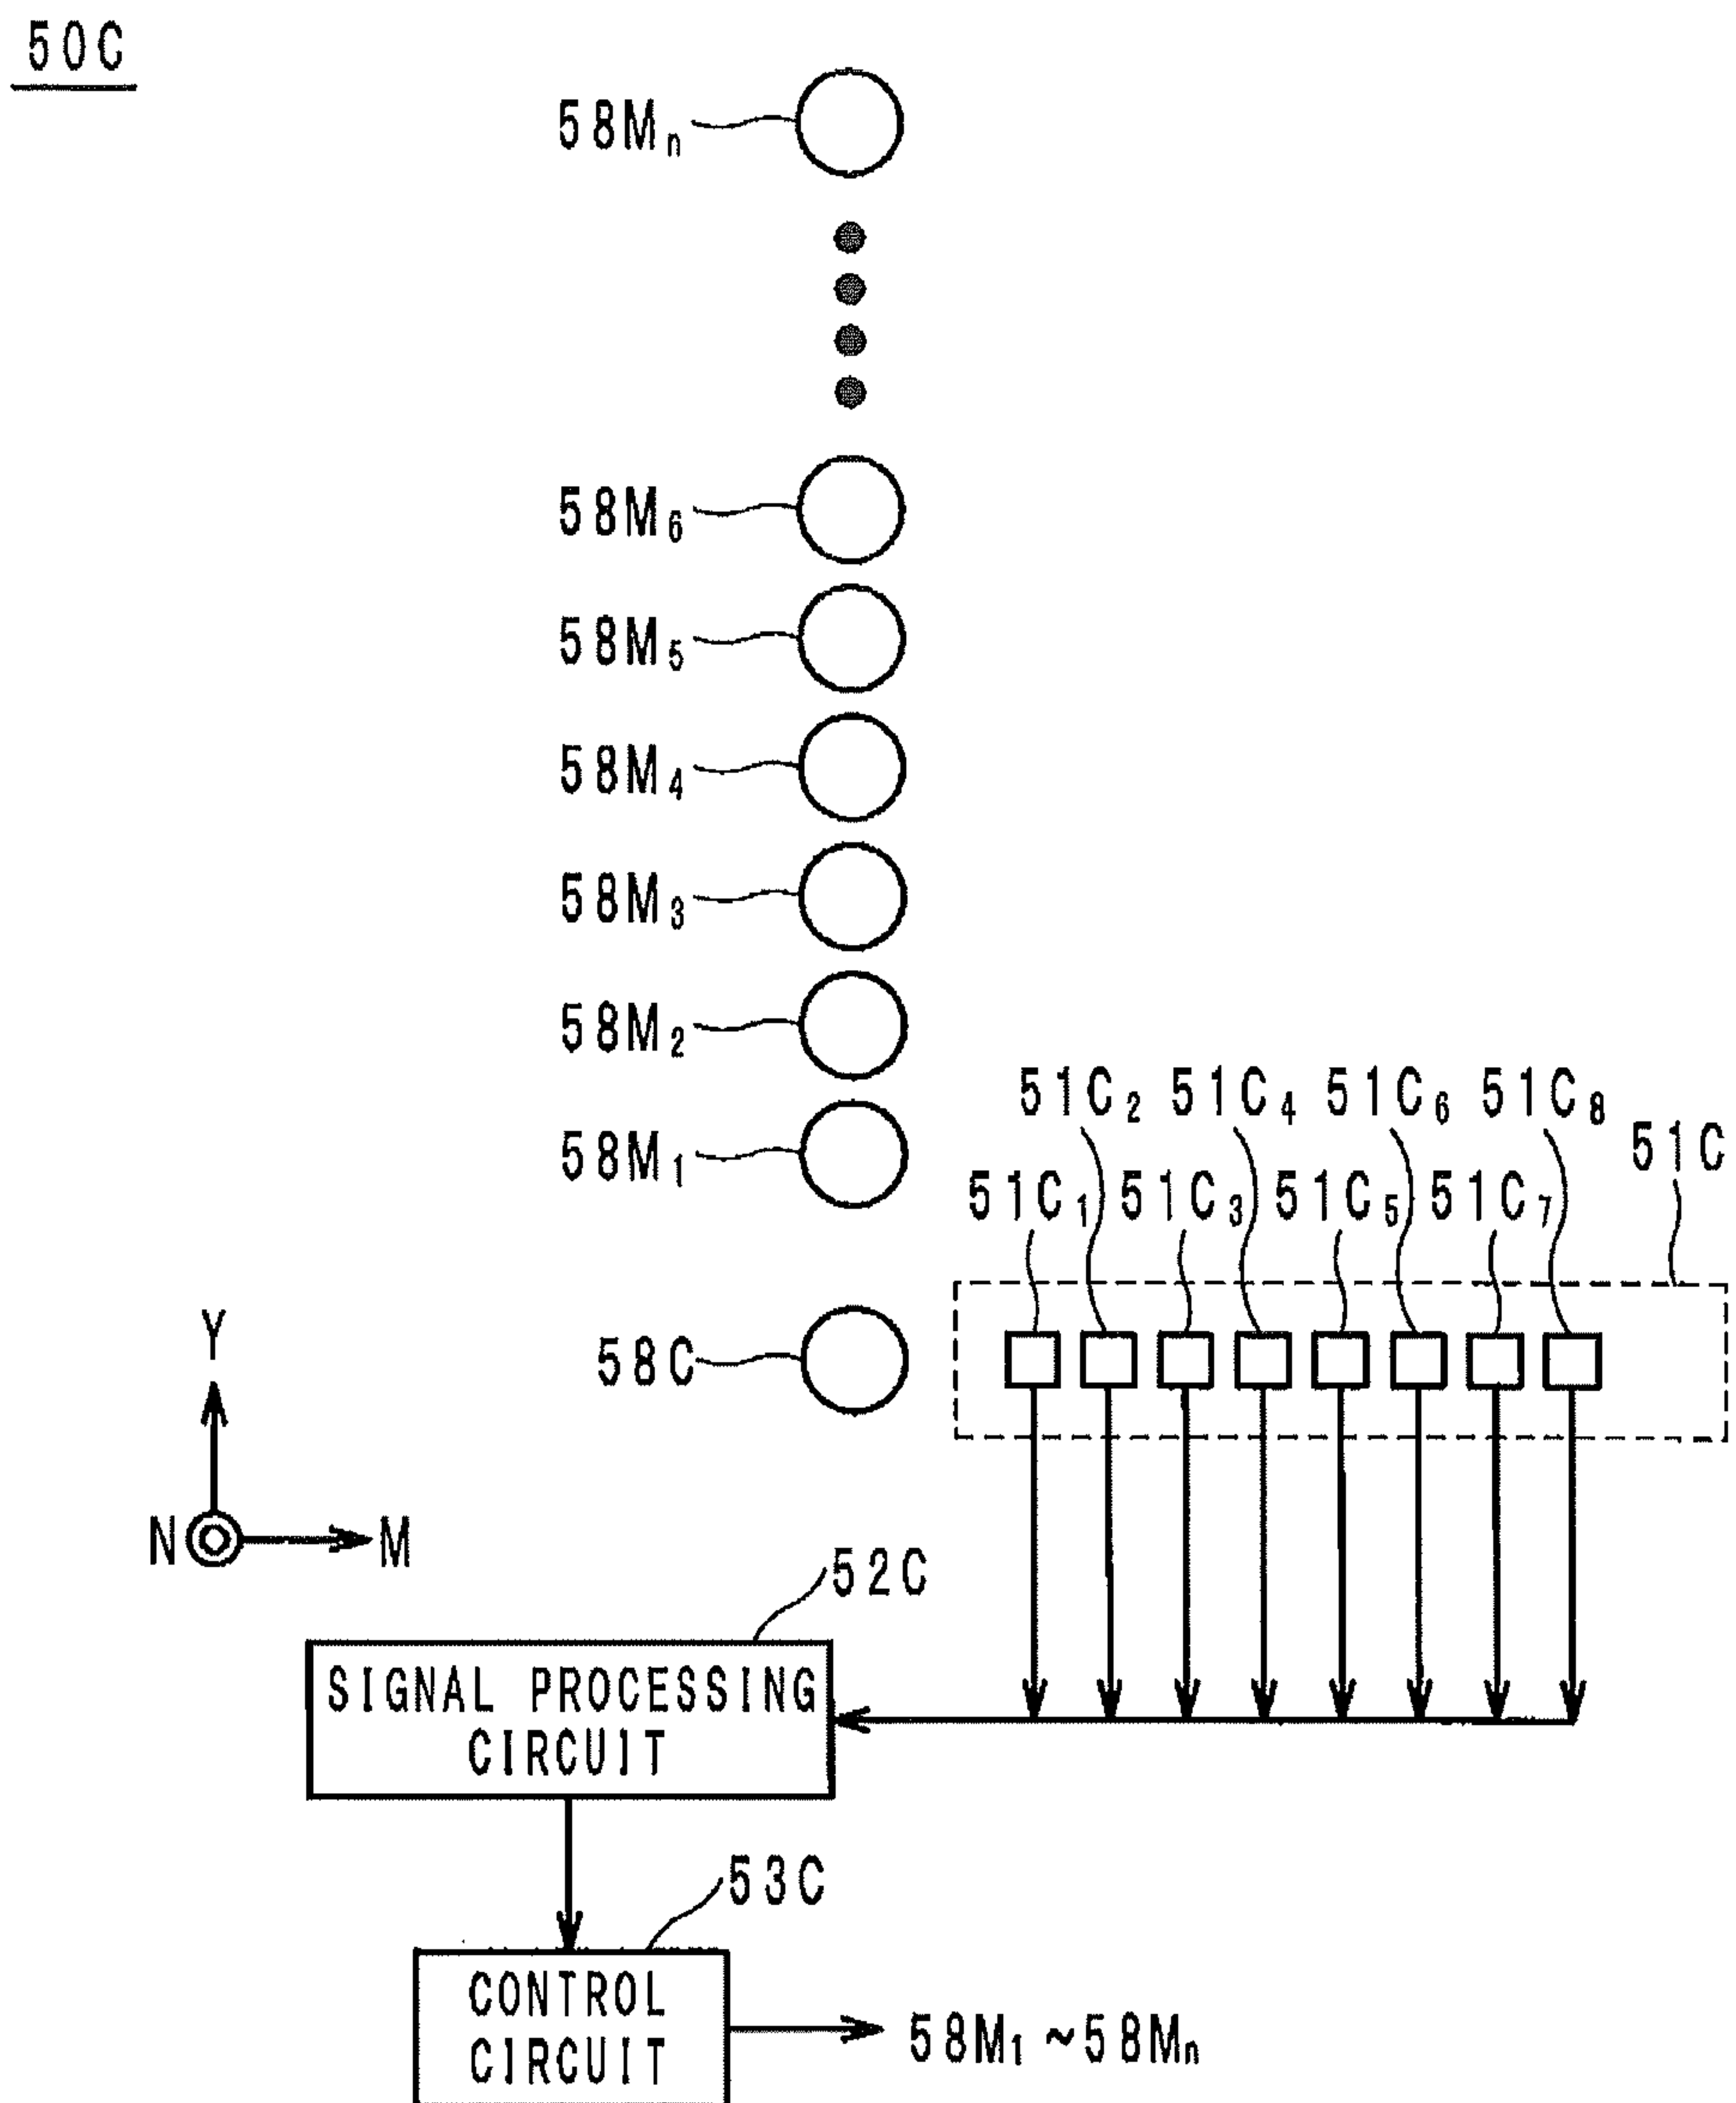 50C
58Mn
58M6
58M5
58M4
58M3
58M2
58M1
51C2 51C4 51C6 51C8
51C
51C1 51C3 51C5 51C7
58C
Y
N M
52C
SIGNAL PROCESSING
CIRCUIT
53C
CONTROL
CIRCUIT
58M1 ~58Mn